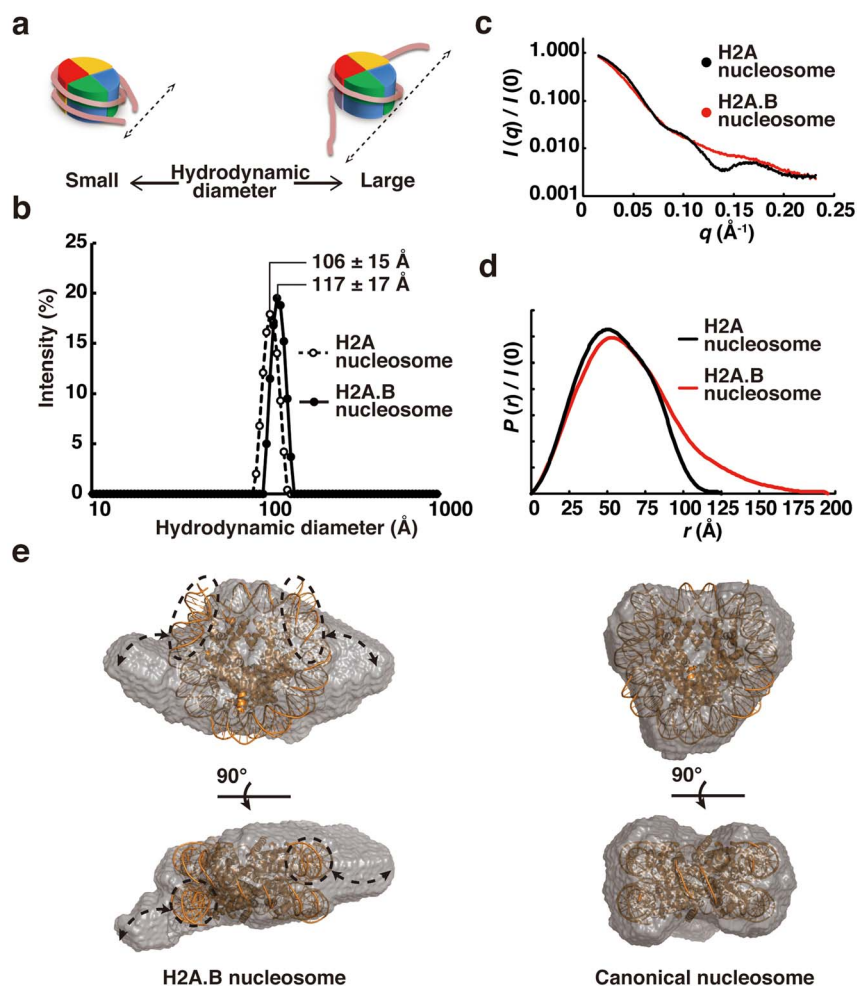 a
Small
Hydrodynamic
diameter
Large
b
25
20
15
10
5
0
Intensity (%)
106 ± 15 Å
117 ± 17 Å
H2A
nucleosome
H2A.B
nucleosome
10
100
1000
Hydrodynamic diameter (Å)
c
1.000
0.100
0.010
0.001
I (q) / I (0)
H2A
nucleosome
H2A.B
nucleosome
0
0.05
0.10
0.15
0.20
0.25
q (Å-1)
d
P (r) / I (0)
H2A
nucleosome
H2A.B
nucleosome
0
25
50
75
100
125
150
175
200
r (Å)
e
90°
90°
H2A.B nucleosome
Canonical nucleosome